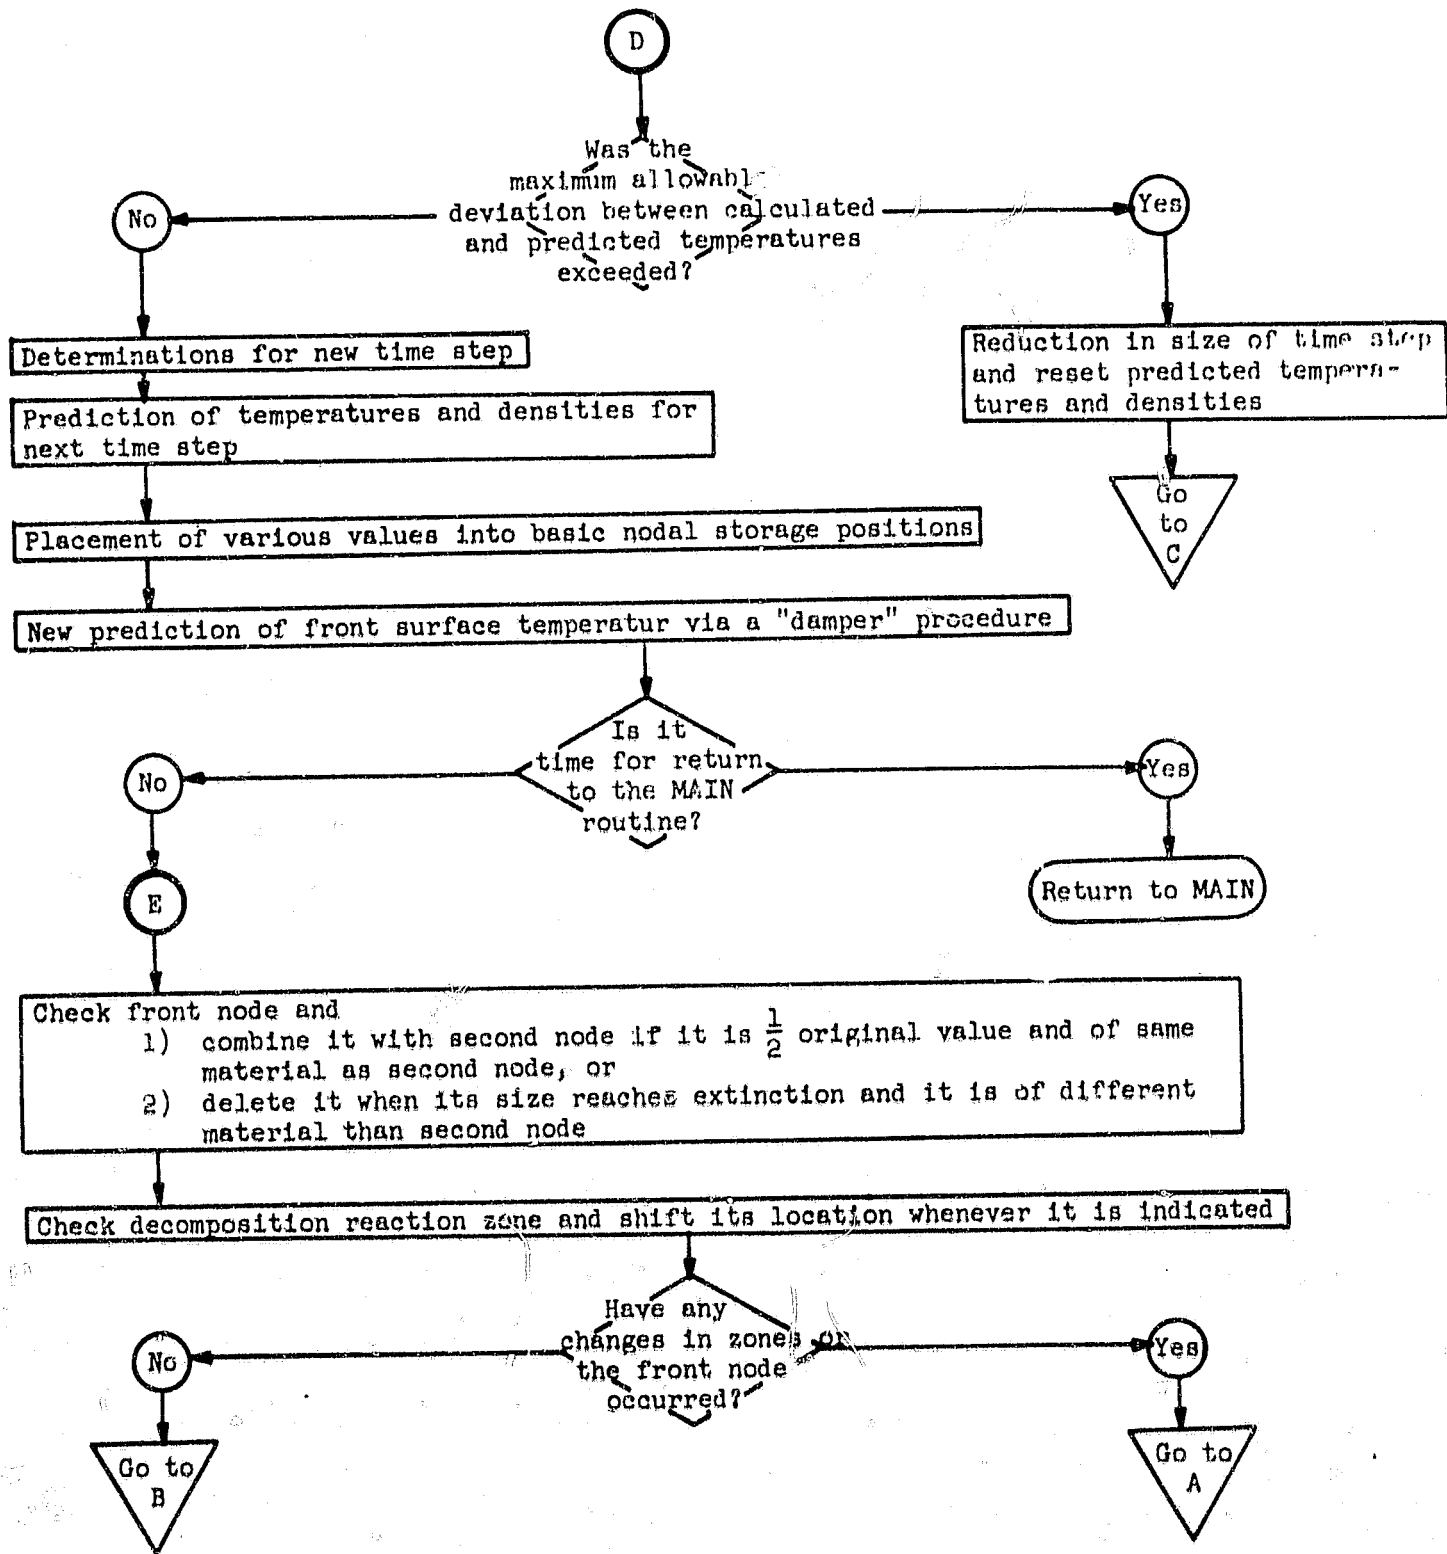 D
Was the
maximum allowabl
deviation between calculated
and predicted temperatures
exceeded?
No
Yes
Determinations for new time step
Prediction of temperatures and densities for
next time step
Placement of various values into basic nodal storage positions
New prediction of front surface temperatur via a "damper" procedure
Reduction in size of time step
and reset predicted tempera-
tures and densities
Go
to
C
Is it
time for return
to the MAIN
routine?
No
Yes
E
Return to MAIN
Check front node and
1) combine it with second node if it is 1/2 original value and of same
material as second node, or
2) delete it when its size reaches extinction and it is of different
material than second node
Check decomposition reaction zone and shift its location whenever it is indicated
Have any
changes in zones or
the front node
occurred?
No
Yes
Go to
B
Go to
A